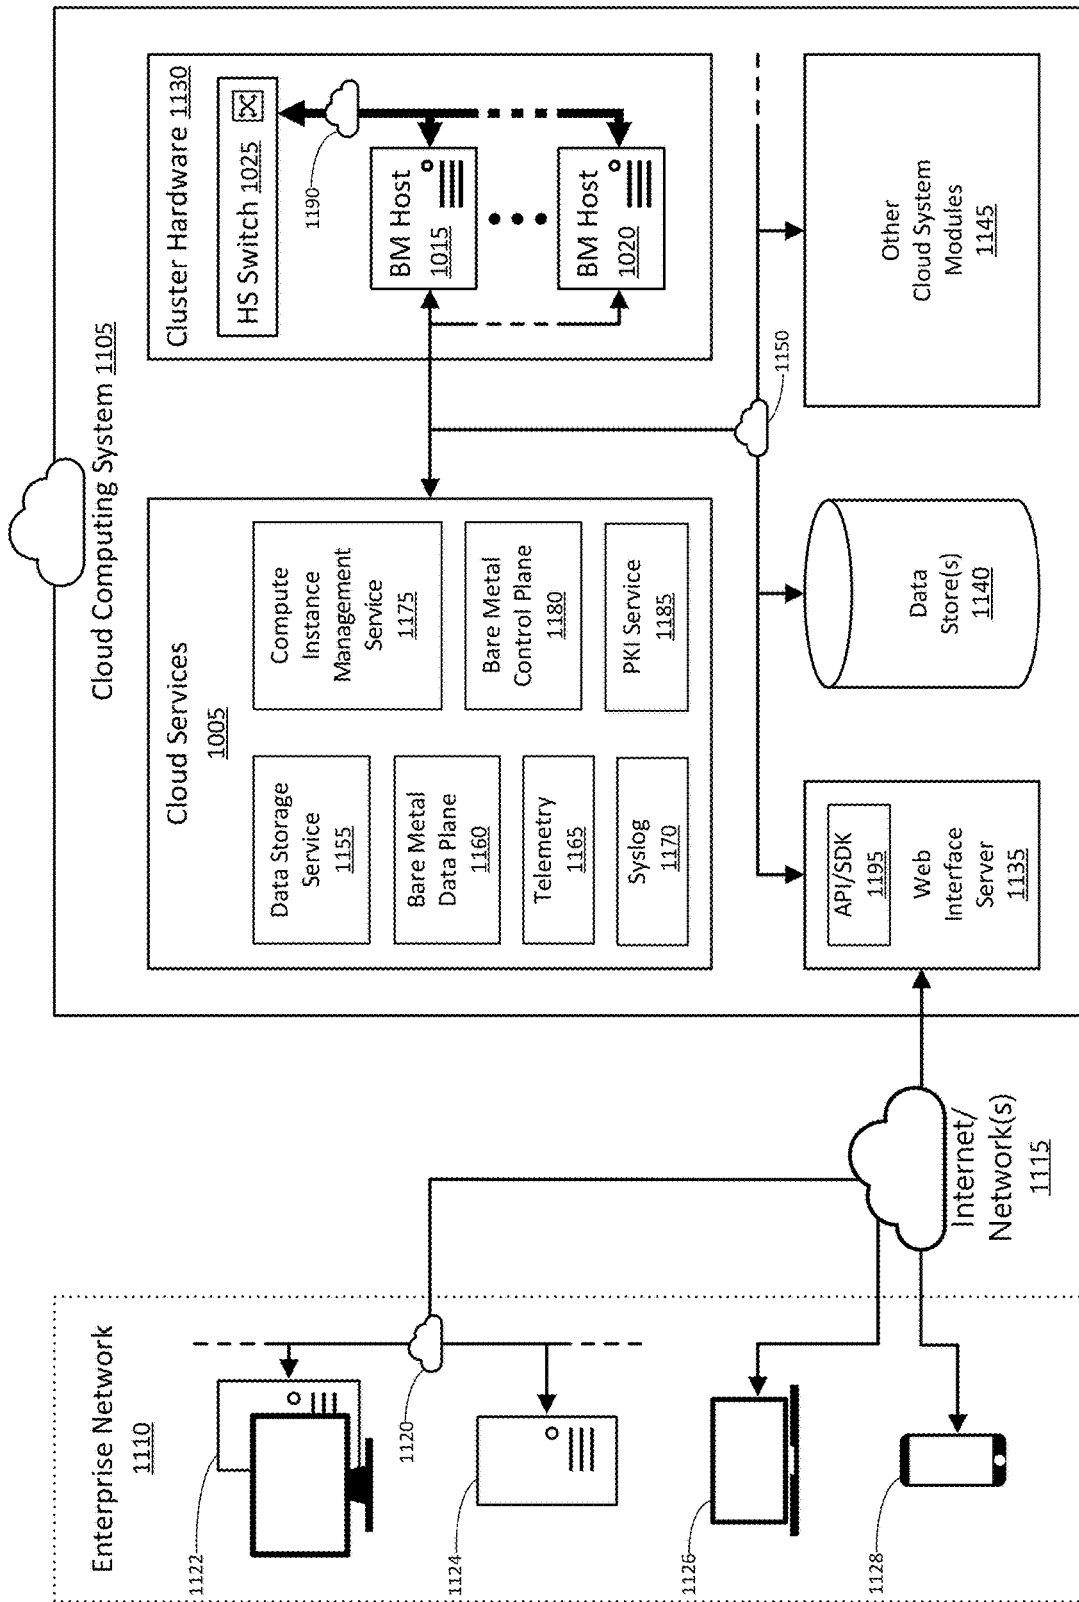 Cloud Computing System 1105
Cloud Services
1005
Data Storage
Service
1155
Bare Metal
Data Plane
1160
Telemetry
1165
Syslog
1170
Compute
Instance
Management
Service
1175
Bare Metal
Control Plane
1180
PKI Service
1185
Cluster Hardware 1130
HS Switch 1025
1190
BM Host
1015
BM Host
1020
1150
API/SDK
1195
Web
Interface
Server
1135
Data
Store(s)
1140
Other
Cloud System
Modules
1145
Enterprise Network
1110
1122
1120
1124
1126
1128
Internet/
Network(s)
1115